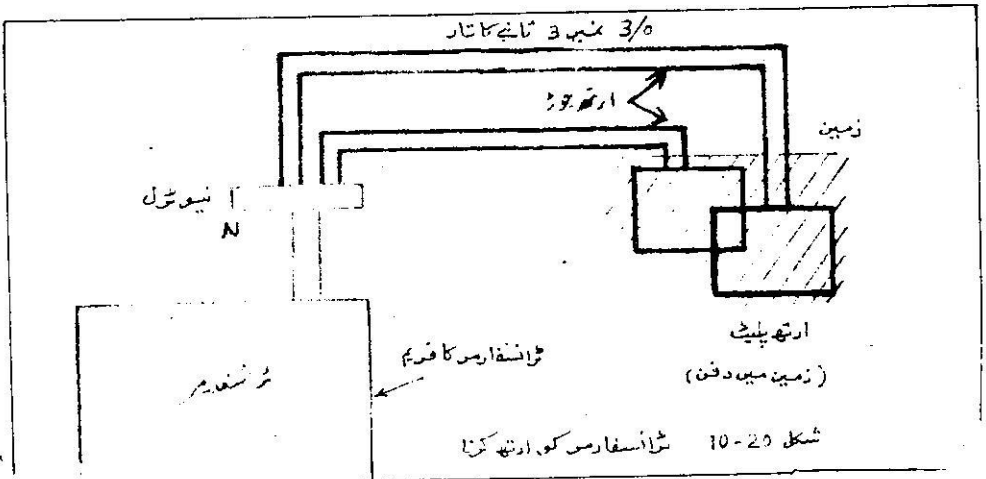 3/0 نمبر 3 تانبے کا تار
ارتھ جوڑ
زمین
نیوٹرل
N
ارتھ پلیٹ
(زمین میں دفن)
ٹرانسفارمر کا فریم
ٹرانسفارمر
شکل 20-10 ٹرانسفارمر کو ارتھ کرنا